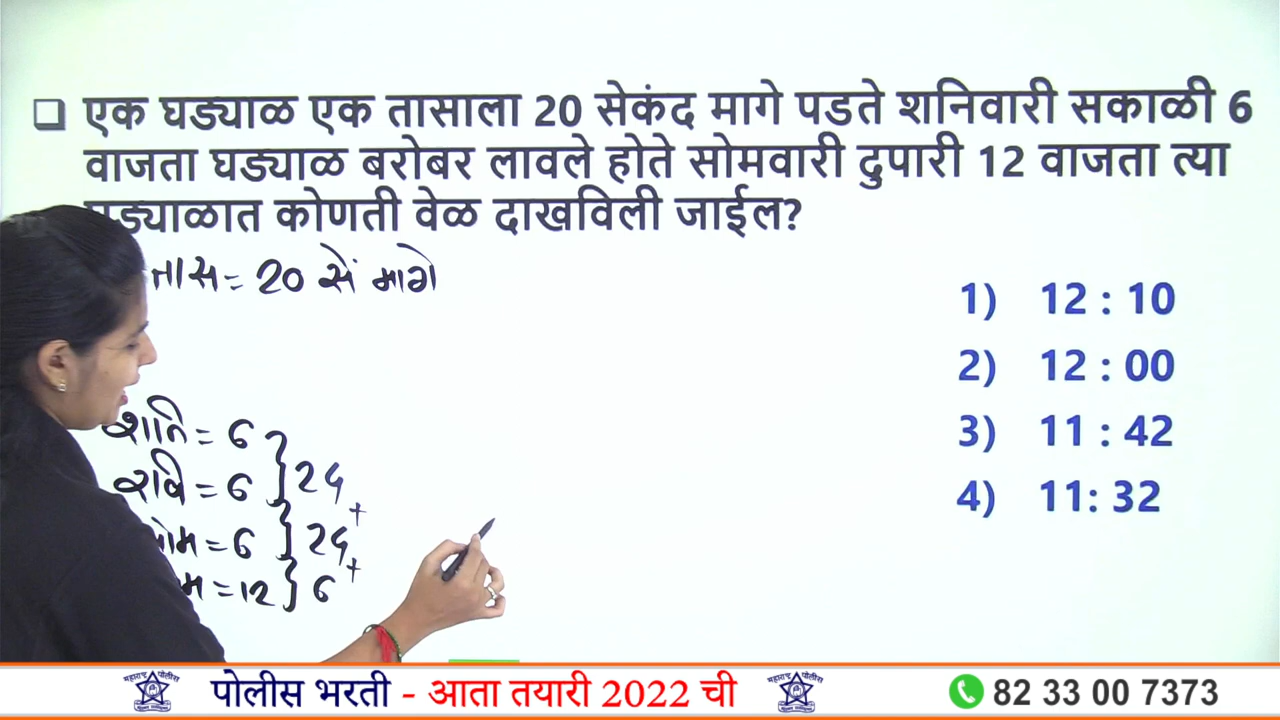 एक घड्याळ एक तासाला 20 सेकंद मागे पडते शनिवारी सकाळी 6
वाजता घड्याळ बरोबर लावले होते सोमवारी दुपारी 12 वाजता त्या
घड्याळात कोणती वेळ दाखविली जाईल?
तास = 20 सें मागे
1) 12 : 10
2) 12 : 00
3) 11 : 42
4) 11: 32
शनि = 6
रवि = 6 } 24
+
सोम = 6 } 24
+
= 12 } 6
पोलीस भरती - आता तयारी 2022 ची
82 33 00 7373